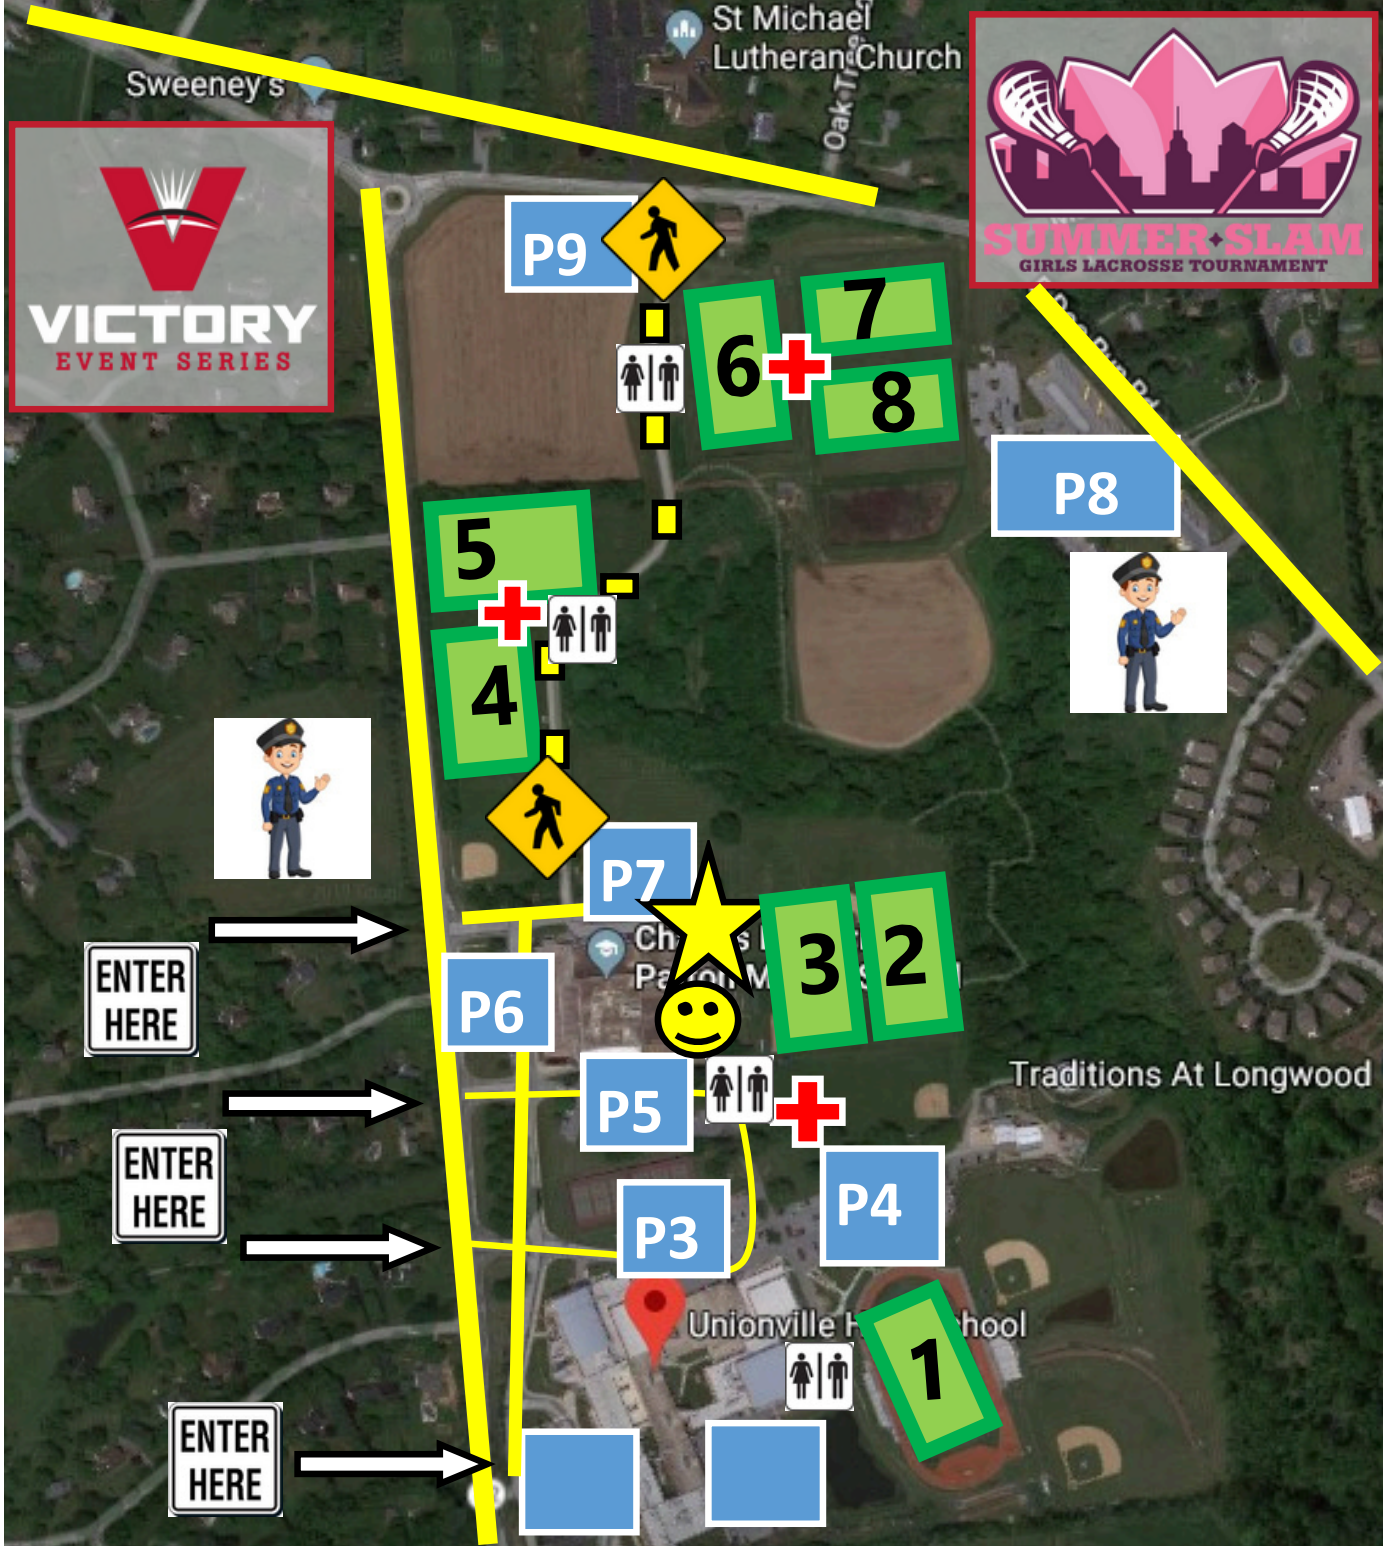 St Michael
Lutheran Church
Sweeney's
Oak Tree
VICTORY
EVENT SERIES
SUMMER SLAM
GIRLS LACROSSE TOURNAMENT
P9
7
6
8
P8
5
4
P7
3
2
ENTER
HERE
P6
Traditions At Longwood
P5
ENTER
HERE
P4
P3
Unionville H chool
1
ENTER
HERE